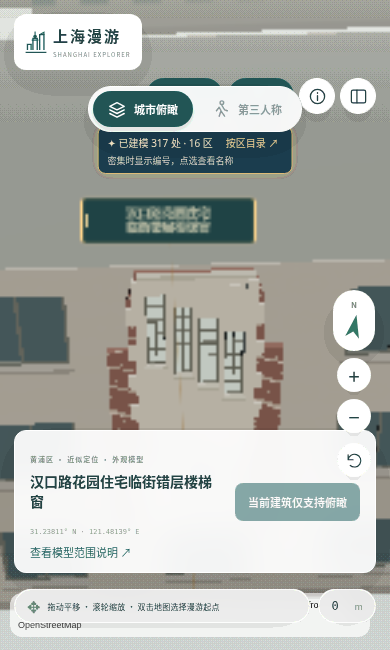 上海漫游
SHANGHAI EXPLORER
城市俯瞰
第三人称
✦ 已建模 317 处 · 16 区 按区目录 ↗
密集时显示编号，点选查看名称
N
+
−
黄浦区 · 近似定位 · 外观模型
汉口路花园住宅临街错层楼梯窗
当前建筑仅支持俯瞰
31.23811° N · 121.48139° E
查看模型范围说明 ↗
拖动平移 · 滚轮缩放 · 双击地图选择漫游起点
0 m
OpenStreetMap